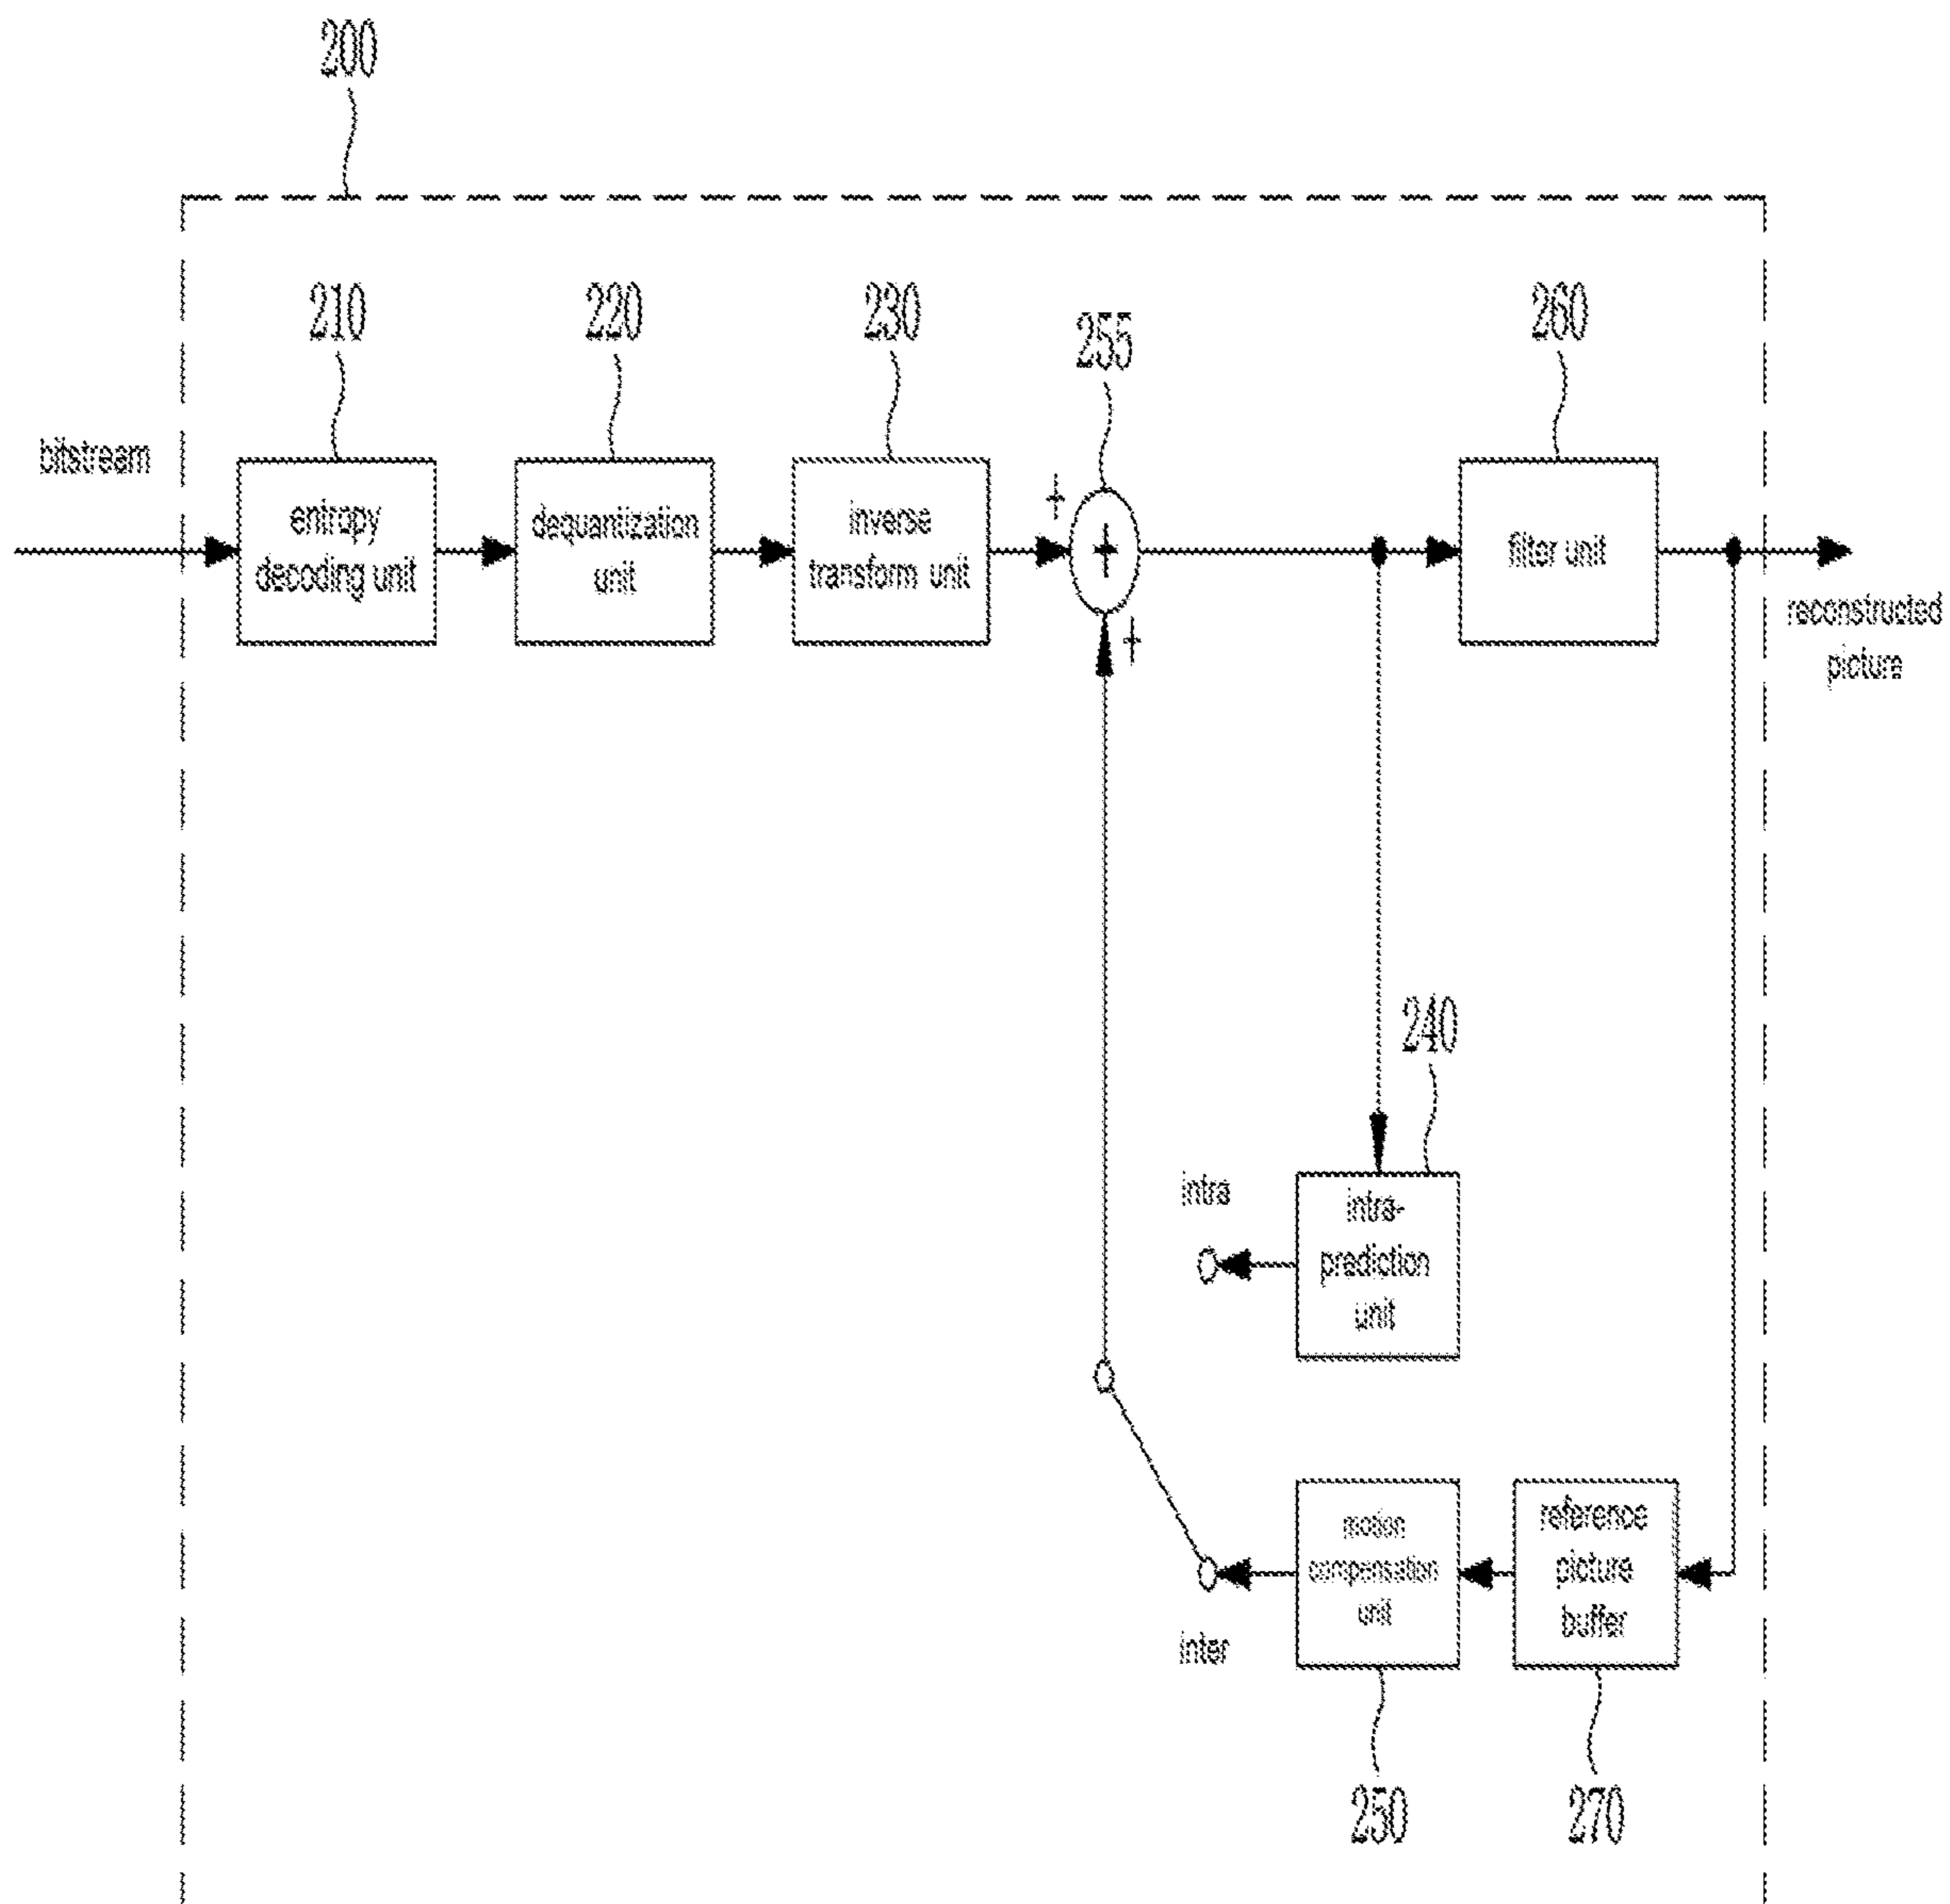 200
210
220
230
255
260
bitstream
entropy
decoding unit
dequantization
unit
inverse
transform unit
+
+
+
filter unit
reconstructed
picture
240
intra
intra-
prediction
unit
motion
compensation
unit
reference
picture
buffer
inter
250
270